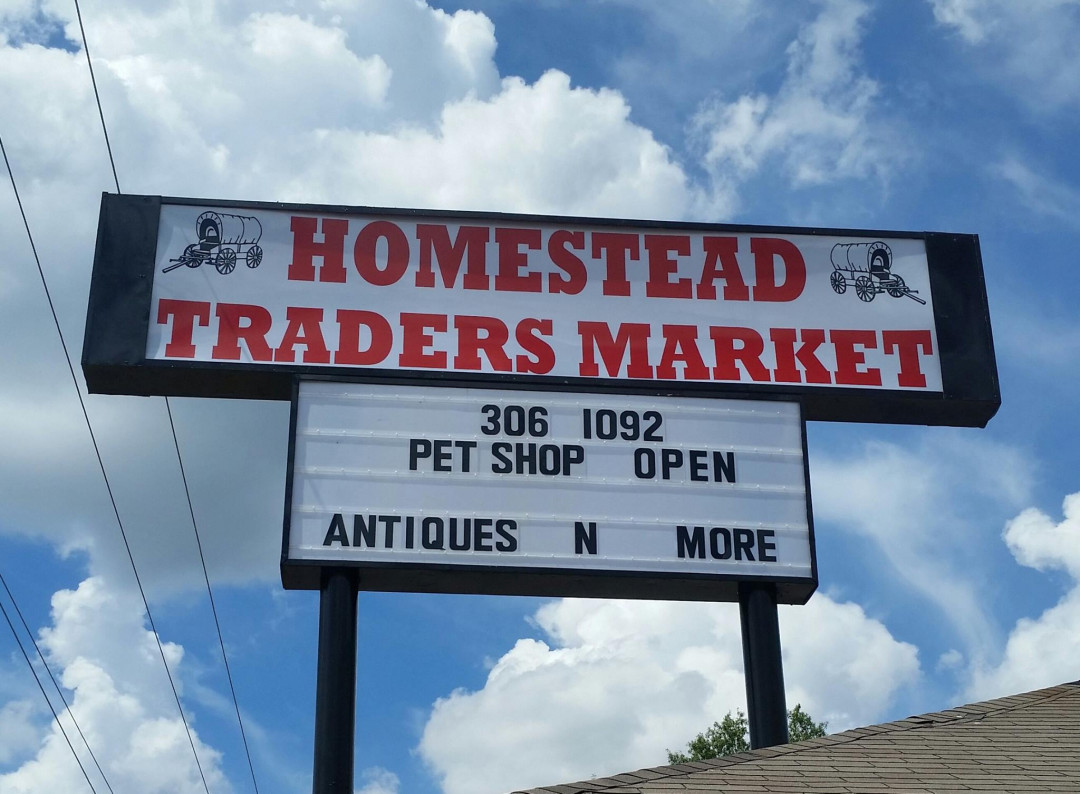 HOMESTEAD
TRADERS MARKET
306 1092
PET SHOP OPEN
ANTIQUES N MORE